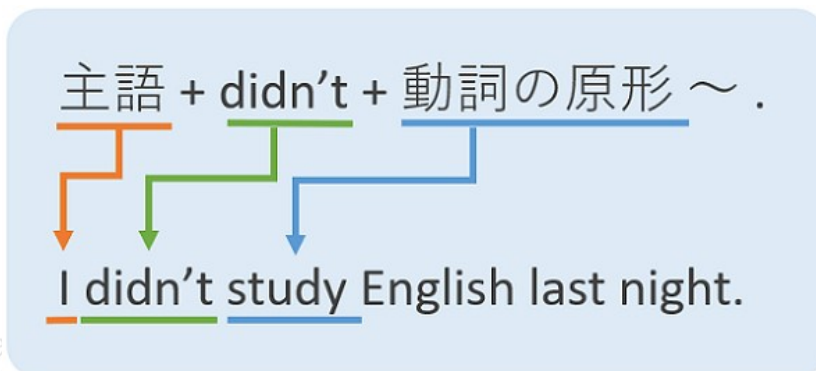 主語 + didn’t + 動詞の原形 ～ .
I didn’t study English last night.